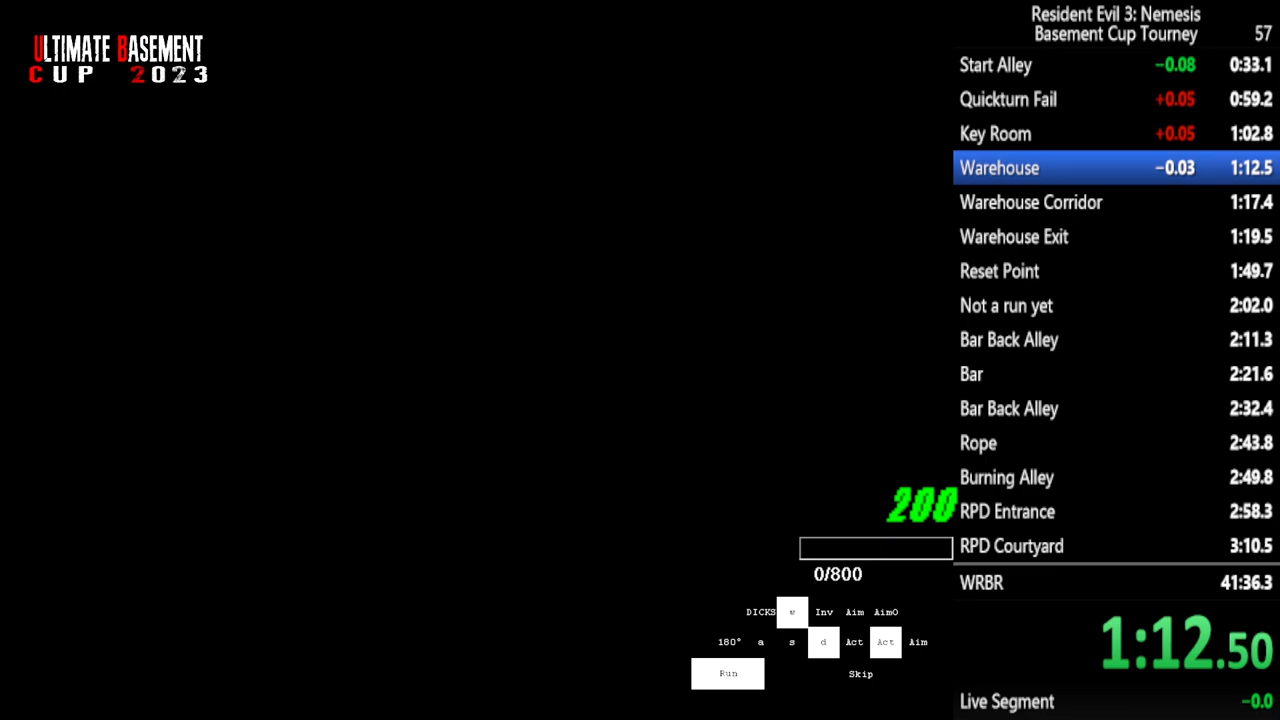 ULTIMATE BASEMENT
CUP 2023
Resident Evil 3: Nemesis
Basement Cup Tourney 57
Start Alley −0.08 0:33.1
Quickturn Fail +0.05 0:59.2
Key Room +0.05 1:02.8
Warehouse −0.03 1:12.5
Warehouse Corridor 1:17.4
Warehouse Exit 1:19.5
Reset Point 1:49.7
Not a run yet 2:02.0
Bar Back Alley 2:11.3
Bar 2:21.6
Bar Back Alley 2:32.4
Rope 2:43.8
Burning Alley 2:49.8
RPD Entrance 2:58.3
RPD Courtyard 3:10.5
WRBR 41:36.3
1:12.50
Live Segment −0.0
200
0/800
DICKS w Inv Aim AimO
180° a s d Act Act Aim
Run Skip